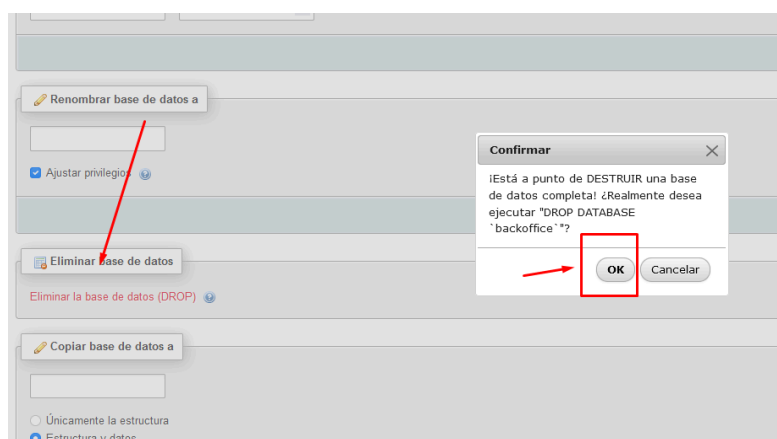 Renombrar base de datos a
Ajustar privilegios
Confirmar
¡Está a punto de DESTRUIR una base
de datos completa! ¿Realmente desea
ejecutar "DROP DATABASE
`backoffice`"?
OK Cancelar
Eliminar base de datos
Eliminar la base de datos (DROP)
Copiar base de datos a
Únicamente la estructura
Estructura y datos